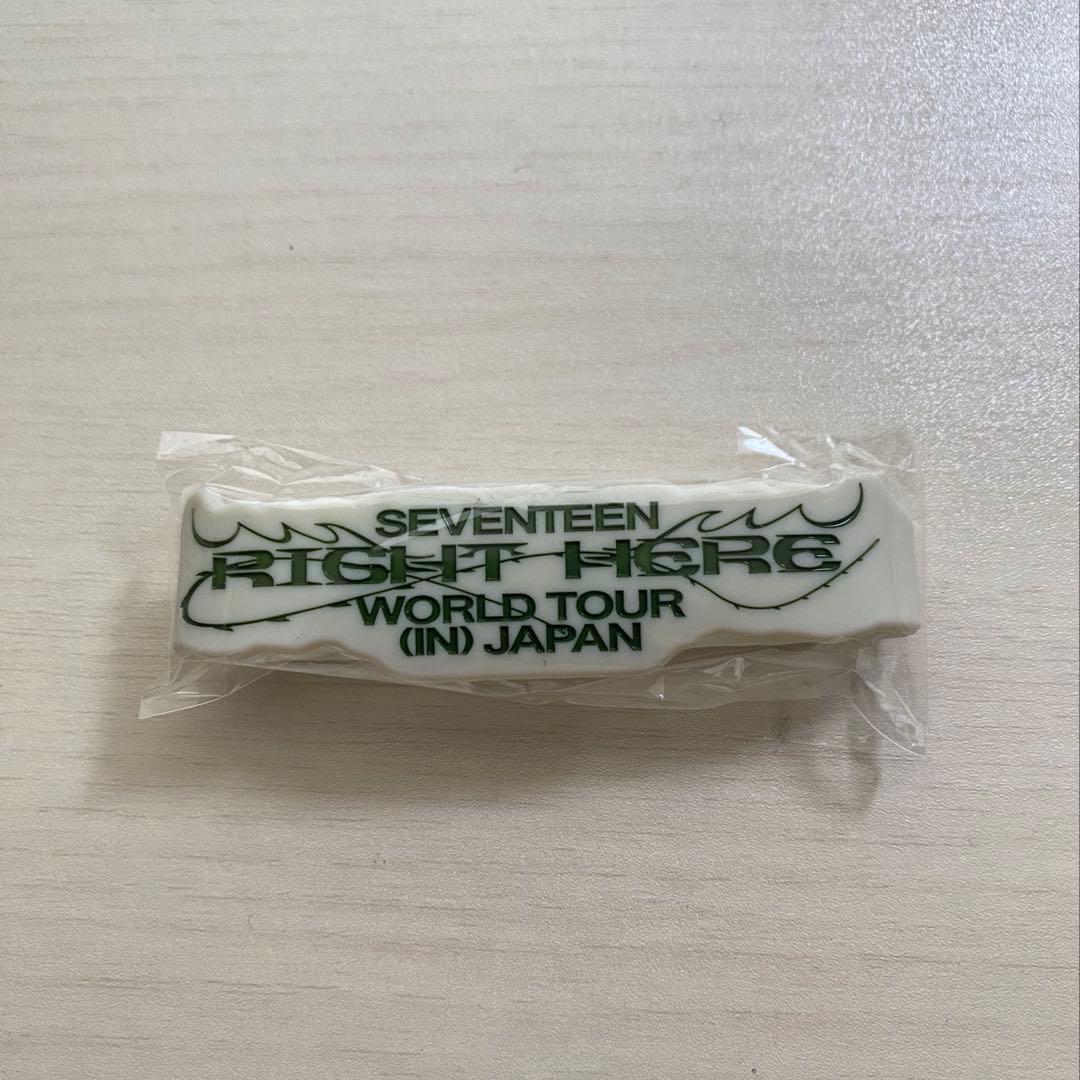 SEVENTEEN
RIGHT HERE
WORLD TOUR
(IN) JAPAN